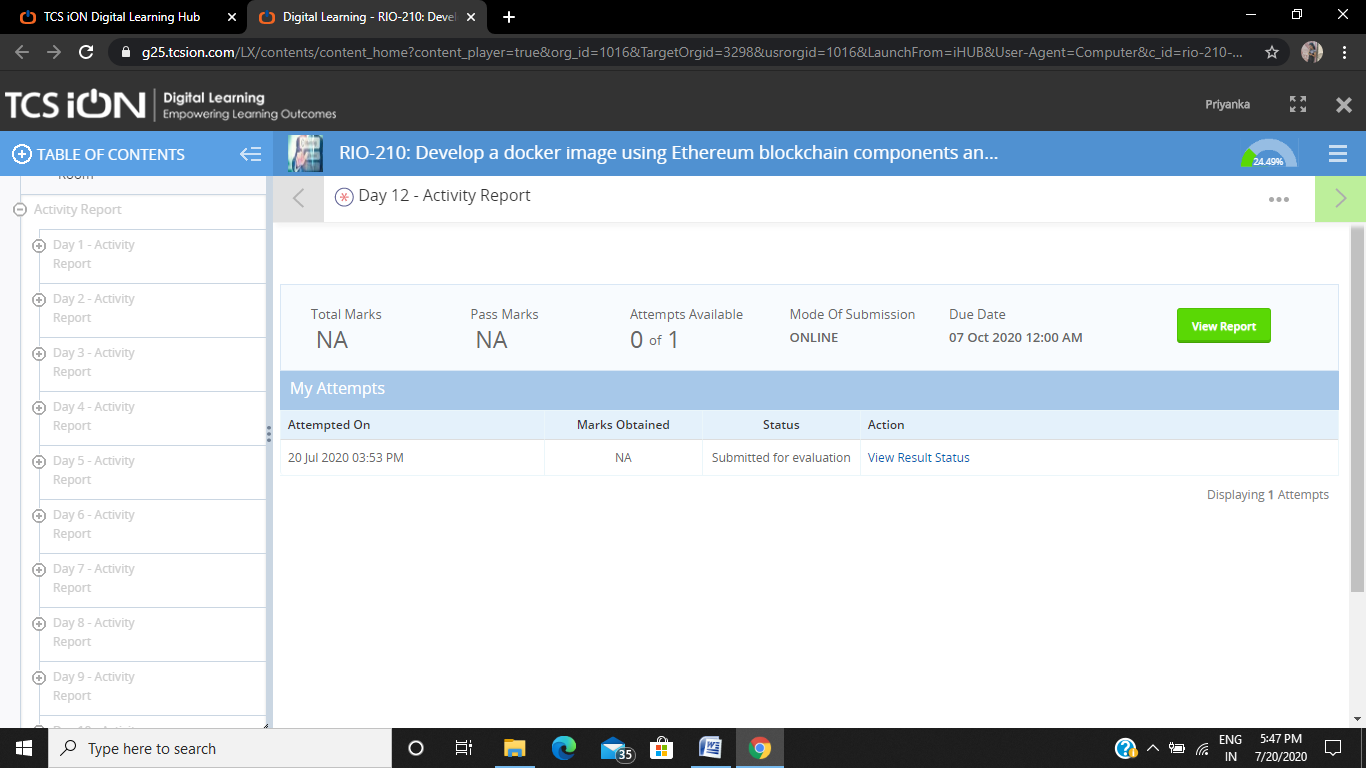 TCS iON Digital Learning Hub
Digital Learning - RIO-210: Devel
g25.tcsion.com/LX/contents/content_home?content_player=true&org_id=1016&TargetOrgid=3298&usrorgid=1016&LaunchFrom=iHUB&User-Agent=Computer&c_id=rio-210-...
TCS iON
Digital Learning
Empowering Learning Outcomes
Priyanka
TABLE OF CONTENTS
RIO-210: Develop a docker image using Ethereum blockchain components an...
24.49%
Room
Activity Report
Day 1 - Activity
Report
Day 2 - Activity
Report
Day 3 - Activity
Report
Day 4 - Activity
Report
Day 5 - Activity
Report
Day 6 - Activity
Report
Day 7 - Activity
Report
Day 8 - Activity
Report
Day 9 - Activity
Report
Day 12 - Activity Report
Total Marks
NA
Pass Marks
NA
Attempts Available
0 of 1
Mode Of Submission
ONLINE
Due Date
07 Oct 2020 12:00 AM
View Report
My Attempts
Attempted On Marks Obtained Status Action
20 Jul 2020 03:53 PM NA Submitted for evaluation View Result Status
Displaying 1 Attempts
Type here to search
35
ENG
IN
5:47 PM
7/20/2020